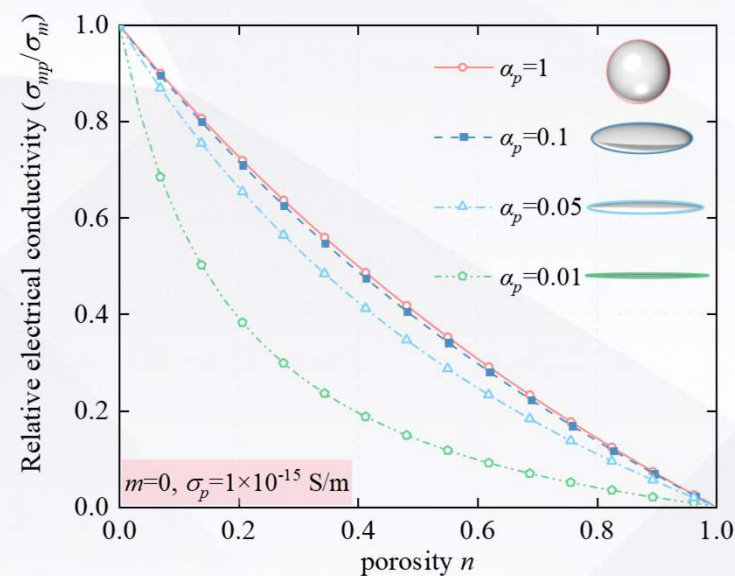 Relative electrical conductivity (σmp/σm)
1.0
0.8
0.6
0.4
0.2
0.0
αp=1
αp=0.1
αp=0.05
αp=0.01
m=0, σp=1×10⁻¹⁵ S/m
0.0 0.2 0.4 0.6 0.8 1.0
porosity n